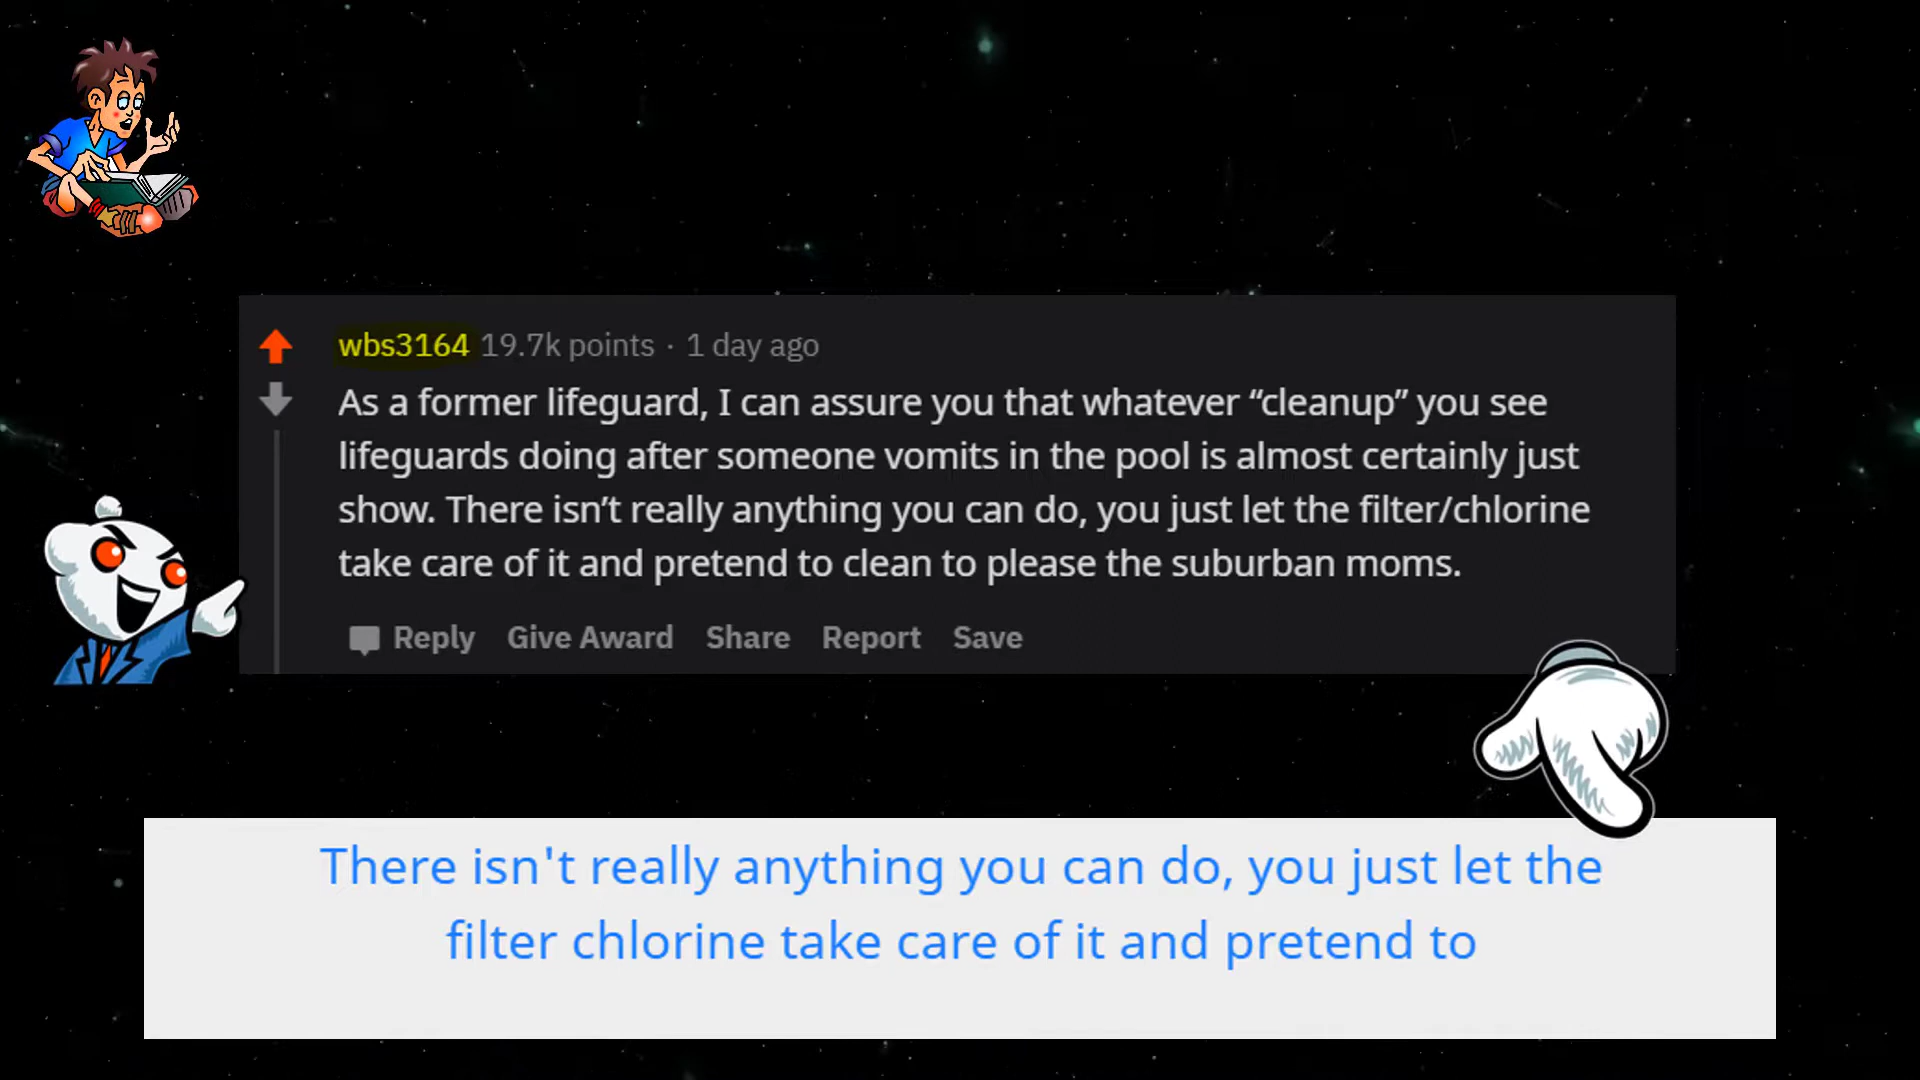 wbs3164 19.7k points · 1 day ago
As a former lifeguard, I can assure you that whatever “cleanup” you see
lifeguards doing after someone vomits in the pool is almost certainly just
show. There isn’t really anything you can do, you just let the filter/chlorine
take care of it and pretend to clean to please the suburban moms.
Reply Give Award Share Report Save
There isn't really anything you can do, you just let the
filter chlorine take care of it and pretend to